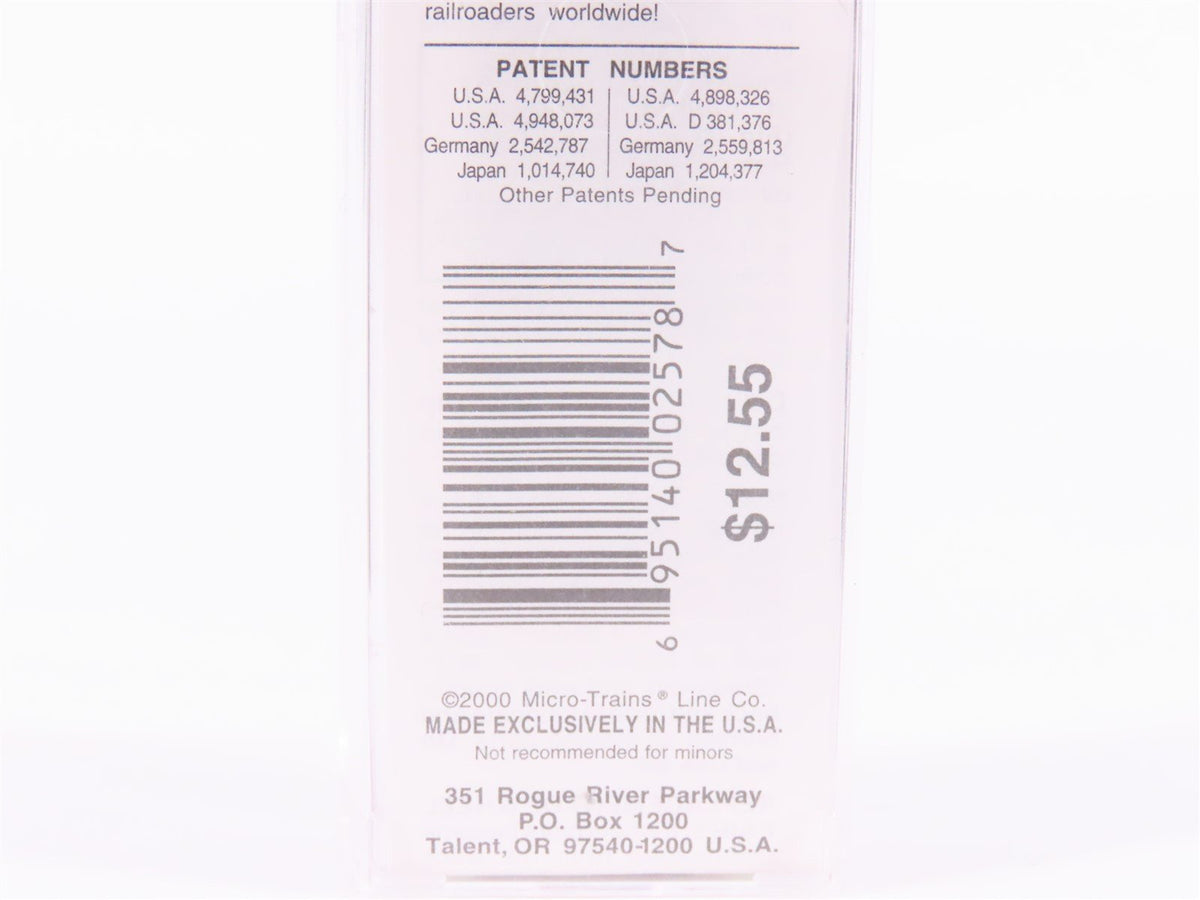 railroaders worldwide!
PATENT NUMBERS
U.S.A. 4,799,431 U.S.A. 4,898,326
U.S.A. 4,948,073 U.S.A. D 381,376
Germany 2,542,787 Germany 2,559,813
Japan 1,014,740 Japan 1,204,377
Other Patents Pending
6 95140 02578 7
$12.55
©2000 Micro-Trains® Line Co.
MADE EXCLUSIVELY IN THE U.S.A.
Not recommended for minors
351 Rogue River Parkway
P.O. Box 1200
Talent, OR 97540-1200 U.S.A.